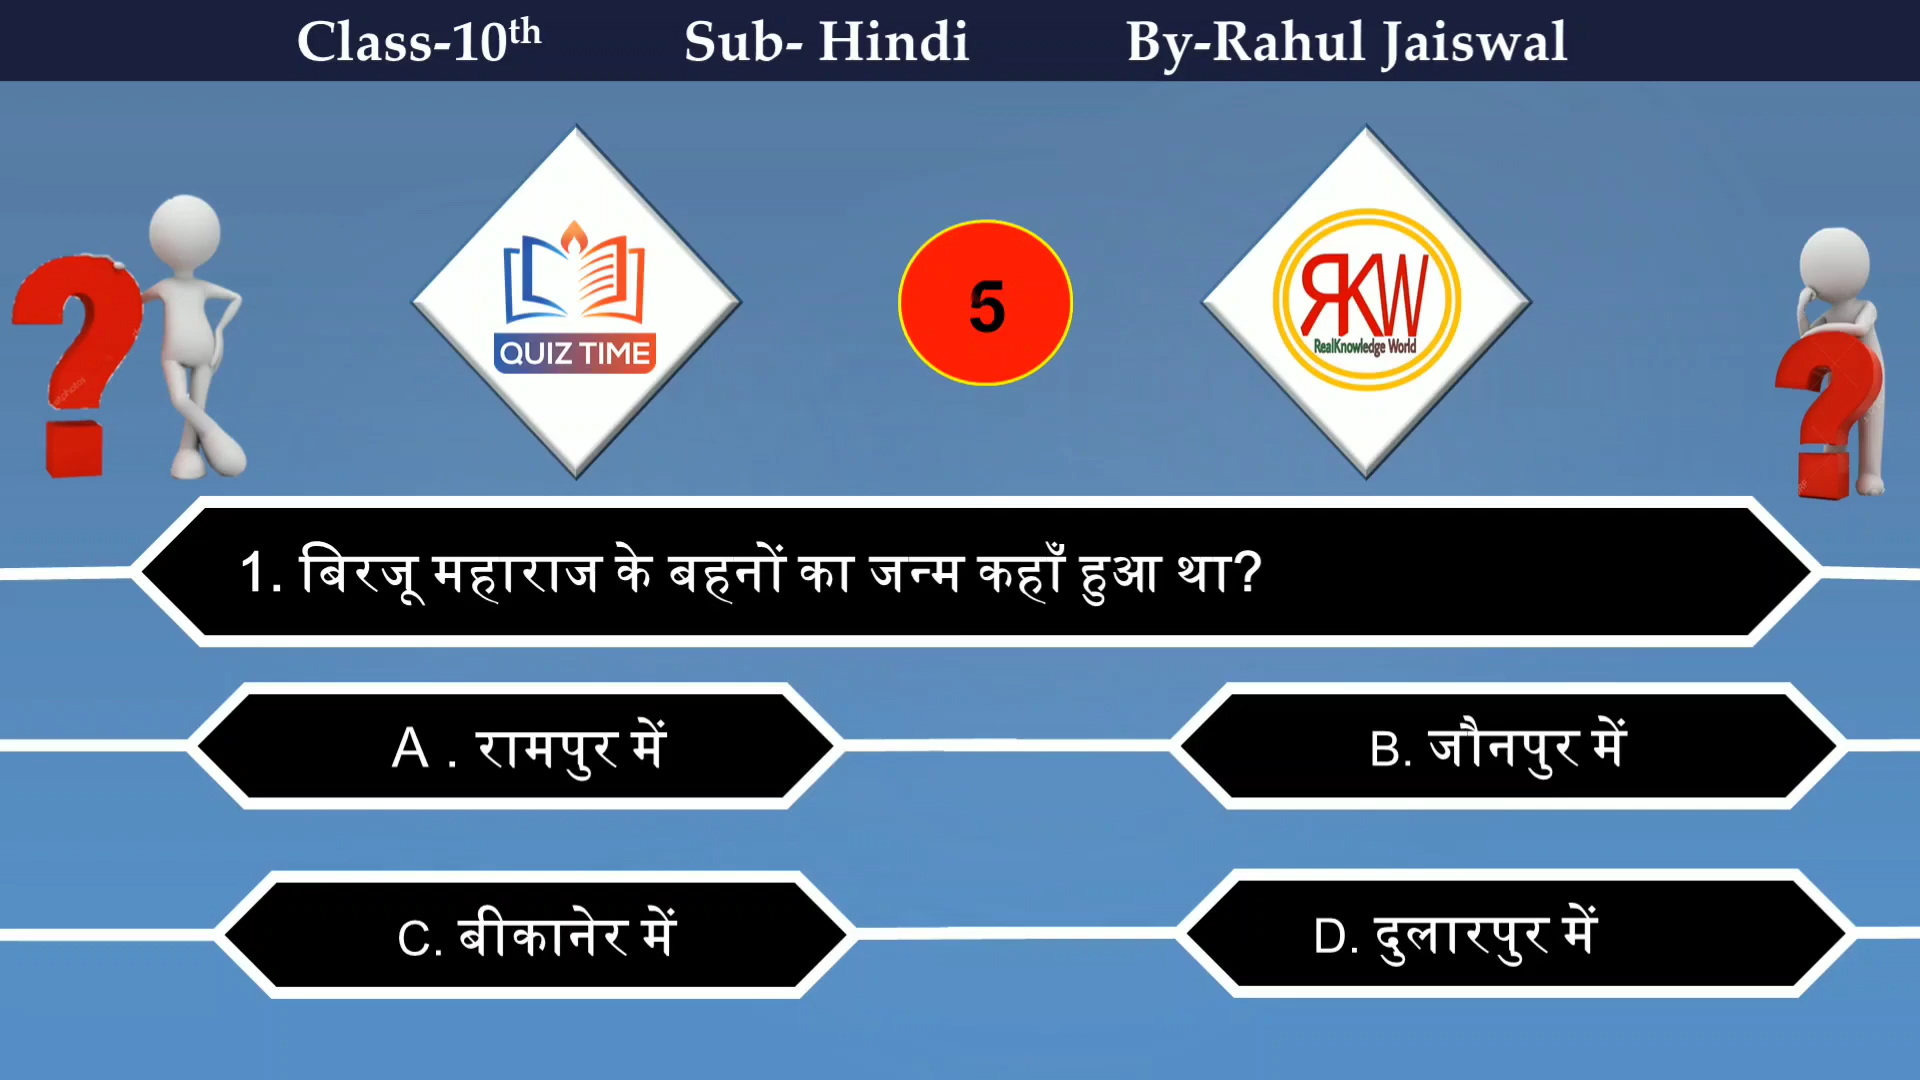 Class-10th Sub- Hindi By-Rahul Jaiswal
QUIZ TIME
5
RKW
RealKnowledge World
1. बिरजू महाराज के बहनों का जन्म कहाँ हुआ था?
A . रामपुर में
B. जौनपुर में
C. बीकानेर में
D. दुलारपुर में